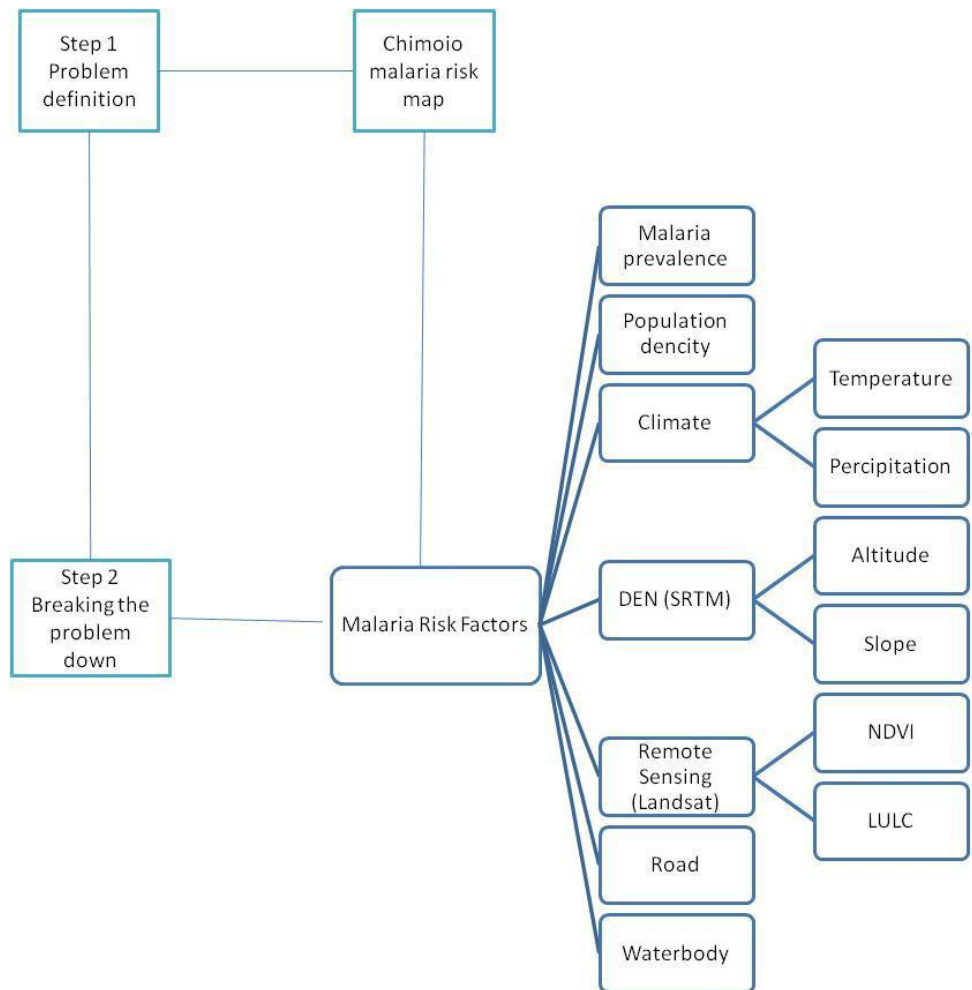 Step 1
Problem
definition
Chimoio
malaria risk
map
Malaria
prevalence
Population
dencity
Climate
Temperature
Percipitation
Step 2
Breaking the
problem
down
Malaria Risk Factors
DEN (SRTM)
Altitude
Slope
Remote
Sensing
(Landsat)
NDVI
LULC
Road
Waterbody